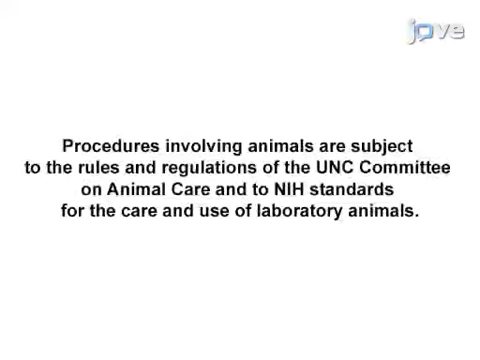 jove
Procedures involving animals are subject
to the rules and regulations of the UNC Committee
on Animal Care and to NIH standards
for the care and use of laboratory animals.